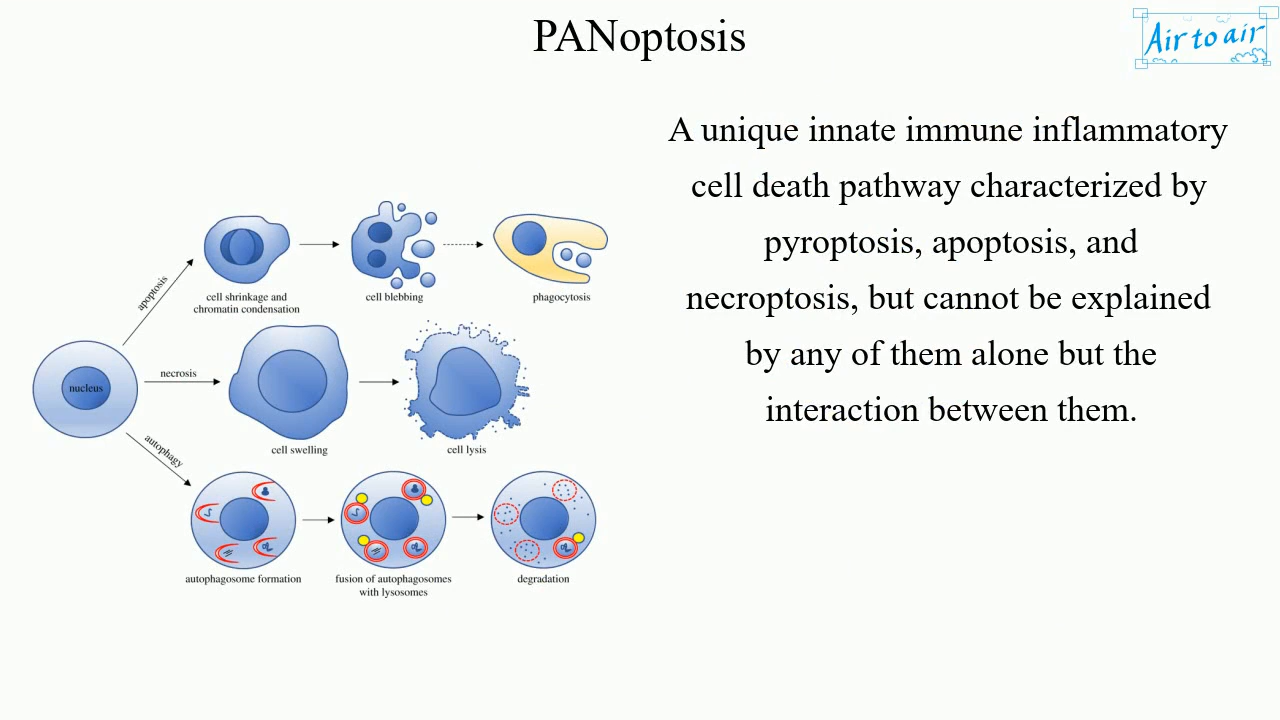 PANoptosis
Air to air
A unique innate immune inflammatory
cell death pathway characterized by
pyroptosis, apoptosis, and
necroptosis, but cannot be explained
by any of them alone but the
interaction between them.
apoptosis
cell shrinkage and
chromatin condensation
cell blebbing
phagocytosis
nucleus
necrosis
cell swelling
cell lysis
autophagy
autophagosome formation
fusion of autophagosomes
with lysosomes
degradation